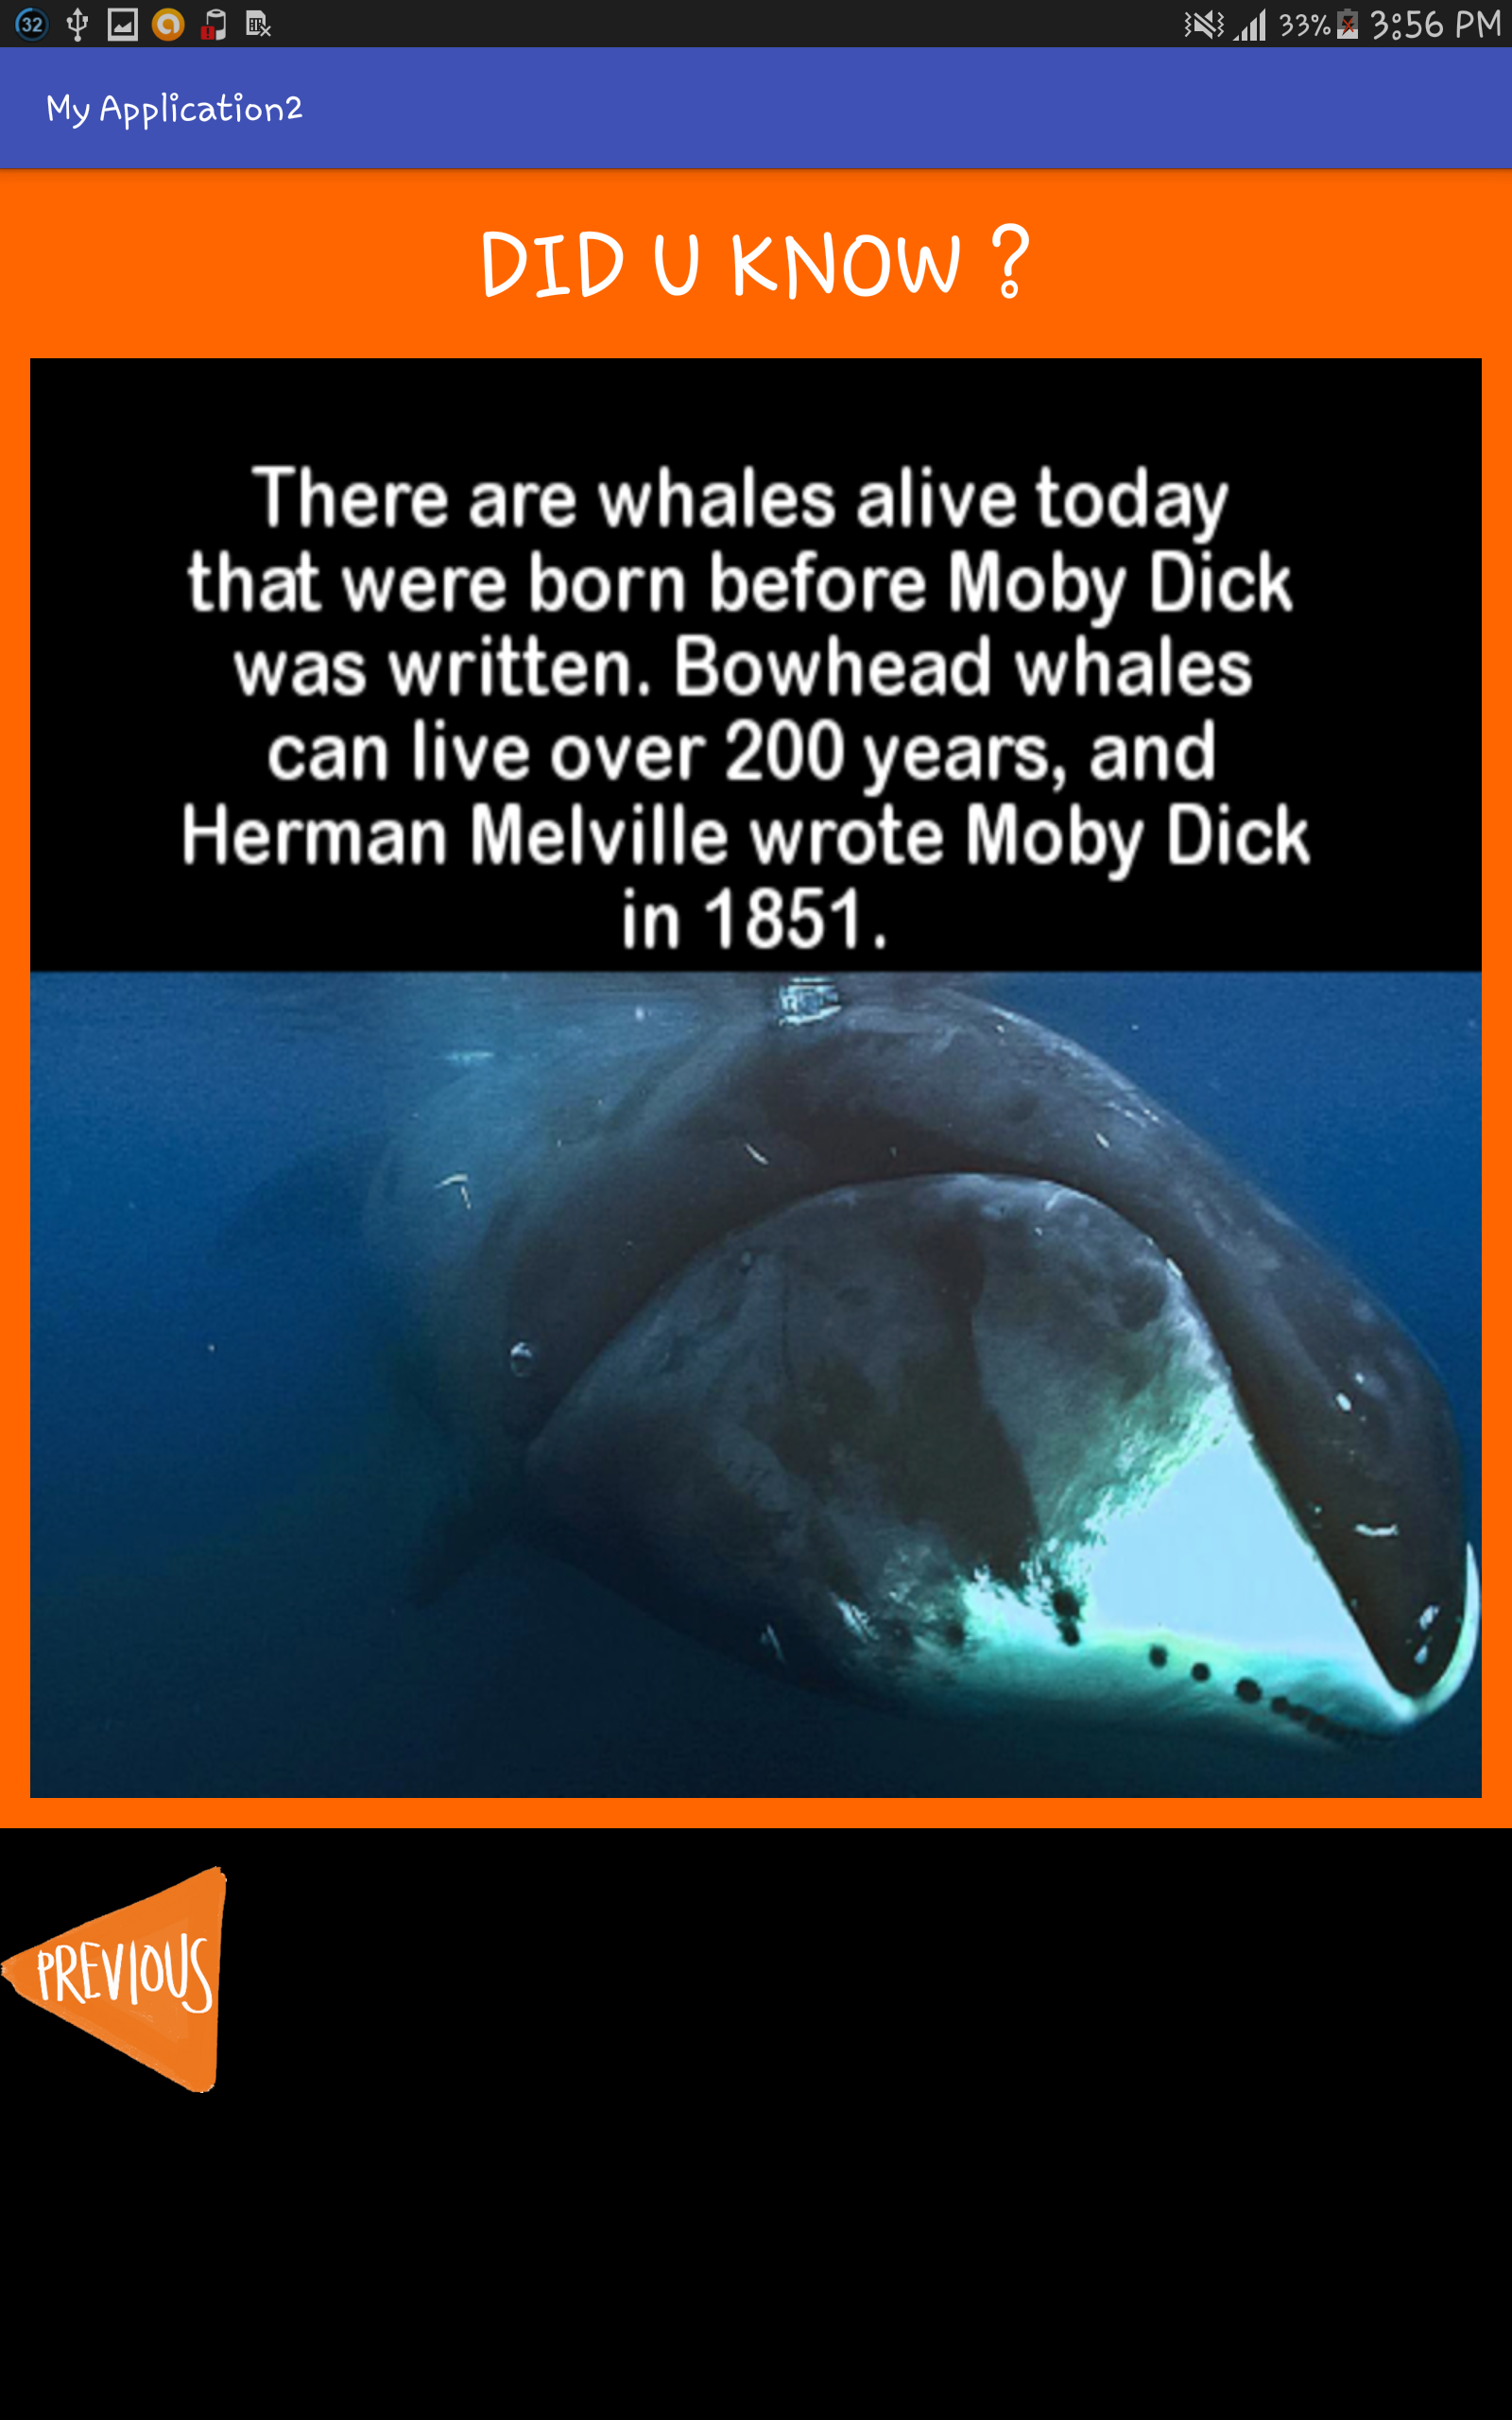 32 33% 3:56 PM
My Application2
DID U KNOW ?
There are whales alive today
that were born before Moby Dick
was written. Bowhead whales
can live over 200 years, and
Herman Melville wrote Moby Dick
in 1851.
PREVIOUS